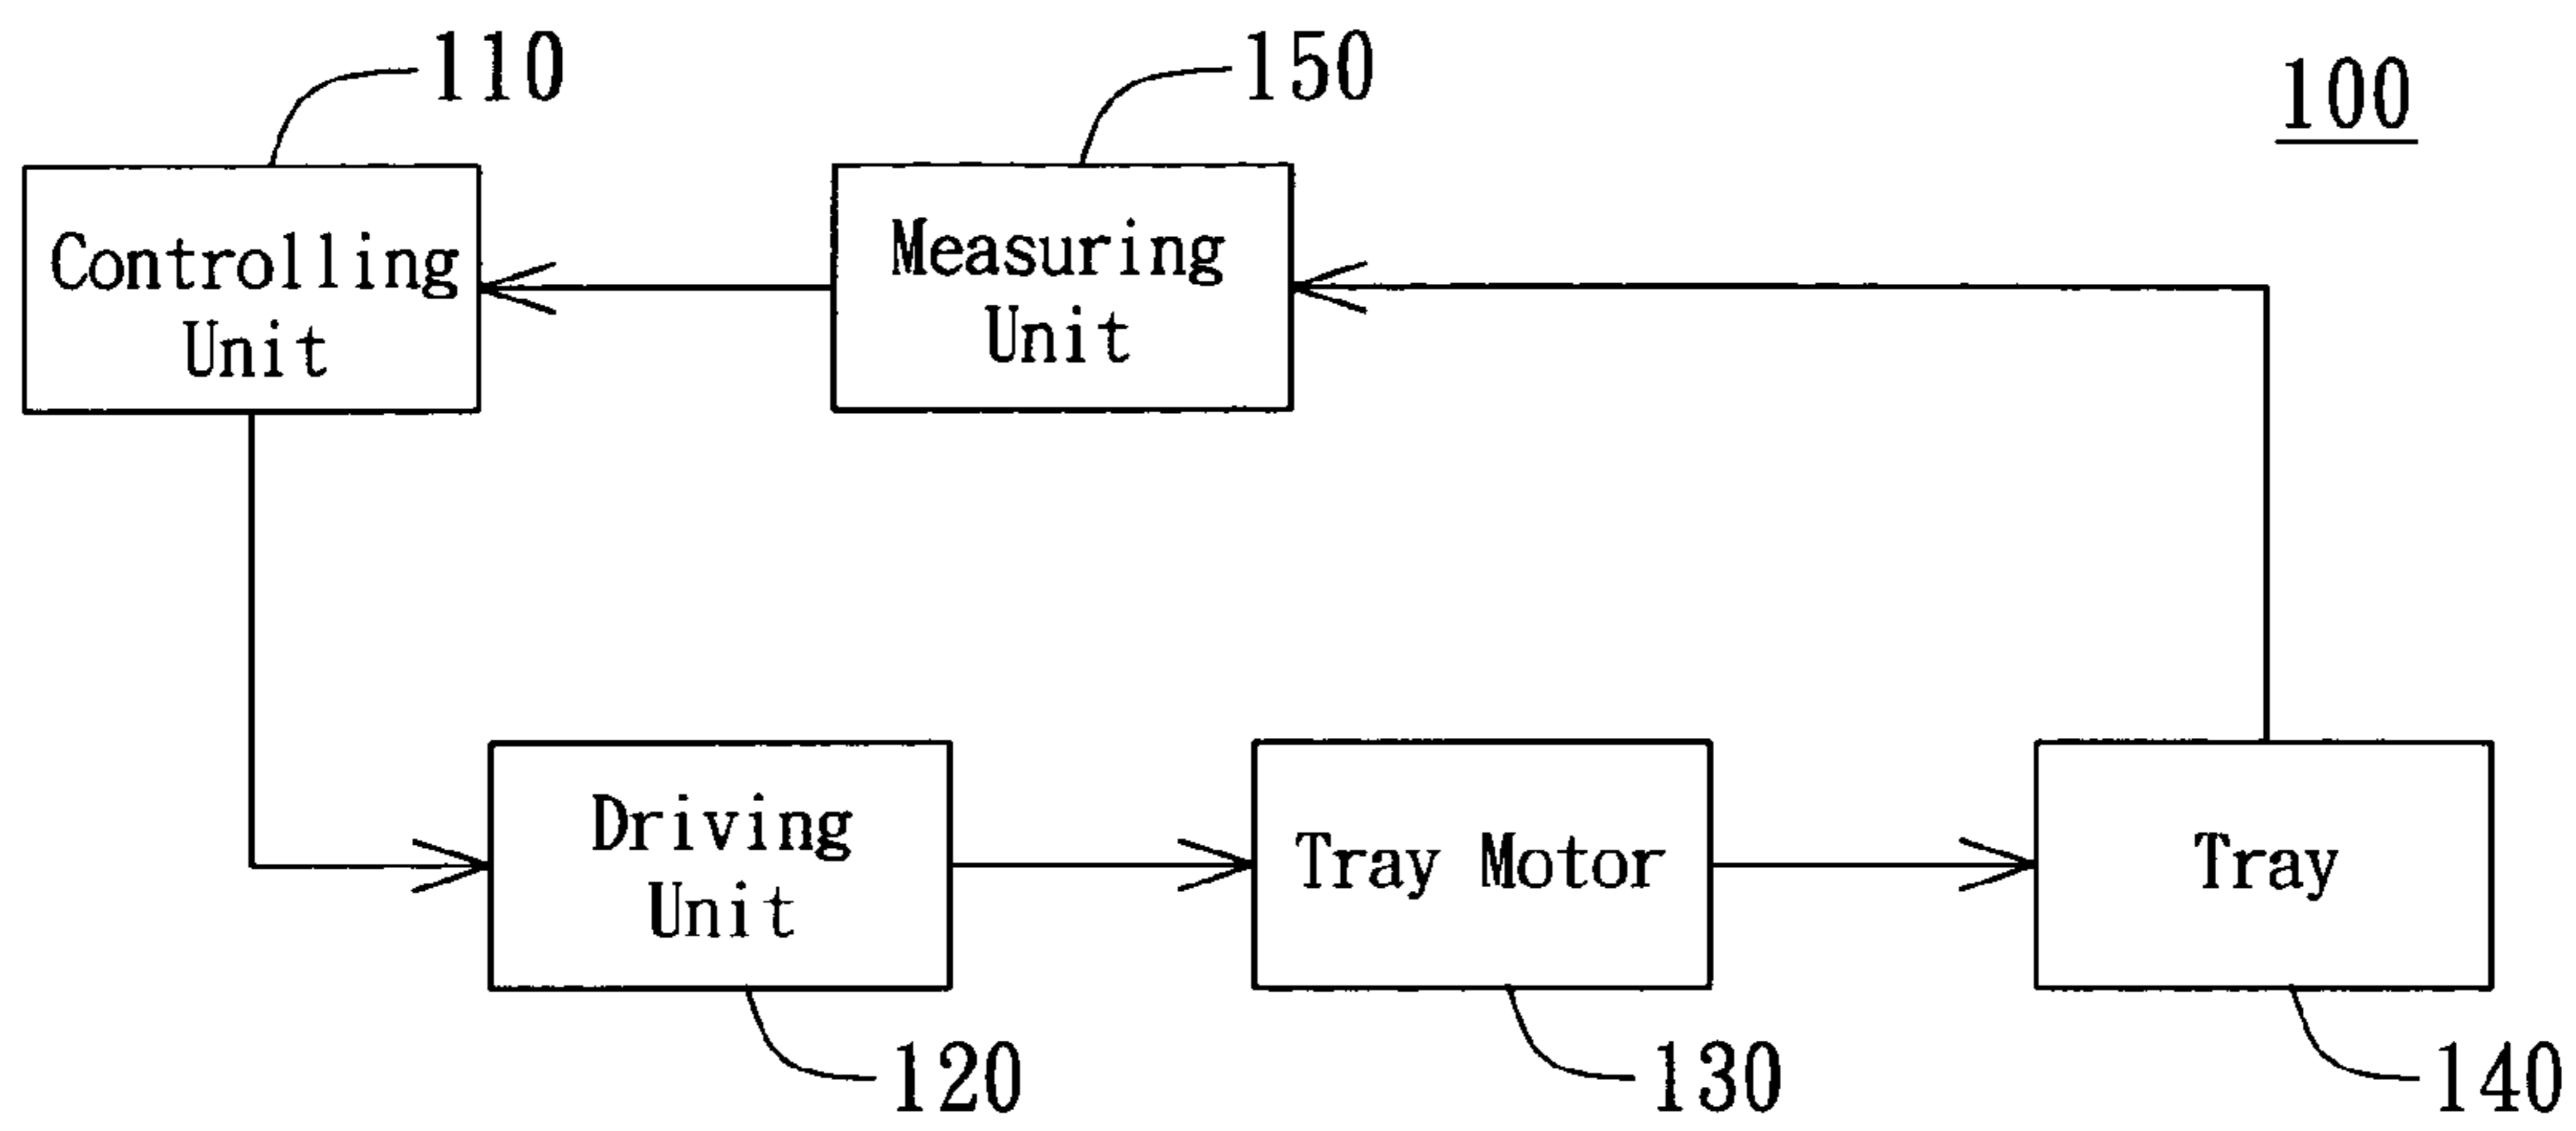 110
150
100
Controlling
Unit
Measuring
Unit
Driving
Unit
Tray Motor
Tray
120
130
140